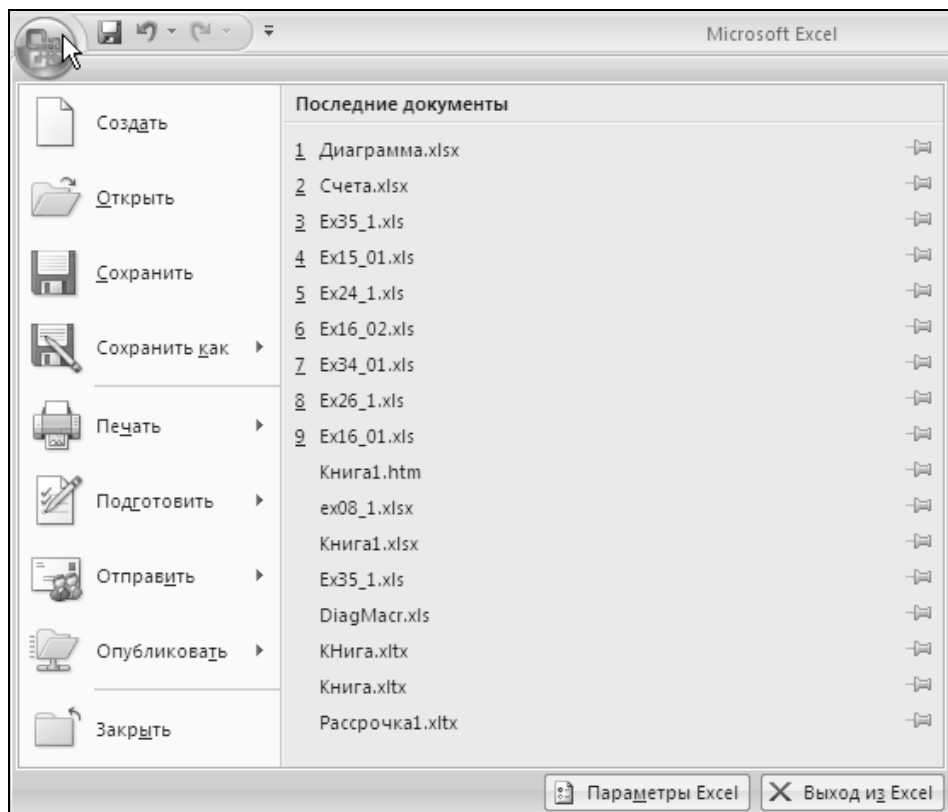 Microsoft Excel
Создать
Открыть
Сохранить
Сохранить как
Печать
Подготовить
Отправить
Опубликовать
Закрыть
Последние документы
1 Диаграмма.xlsx
2 Счета.xlsx
3 Ex35_1.xls
4 Ex15_01.xls
5 Ex24_1.xls
6 Ex16_02.xls
7 Ex34_01.xls
8 Ex26_1.xls
9 Ex16_01.xls
Книга1.htm
ex08_1.xlsx
Книга1.xlsx
Ex35_1.xls
DiagMacr.xls
КНига.xltx
Книга.xltx
Рассрочка1.xltx
Параметры Excel
Выход из Excel